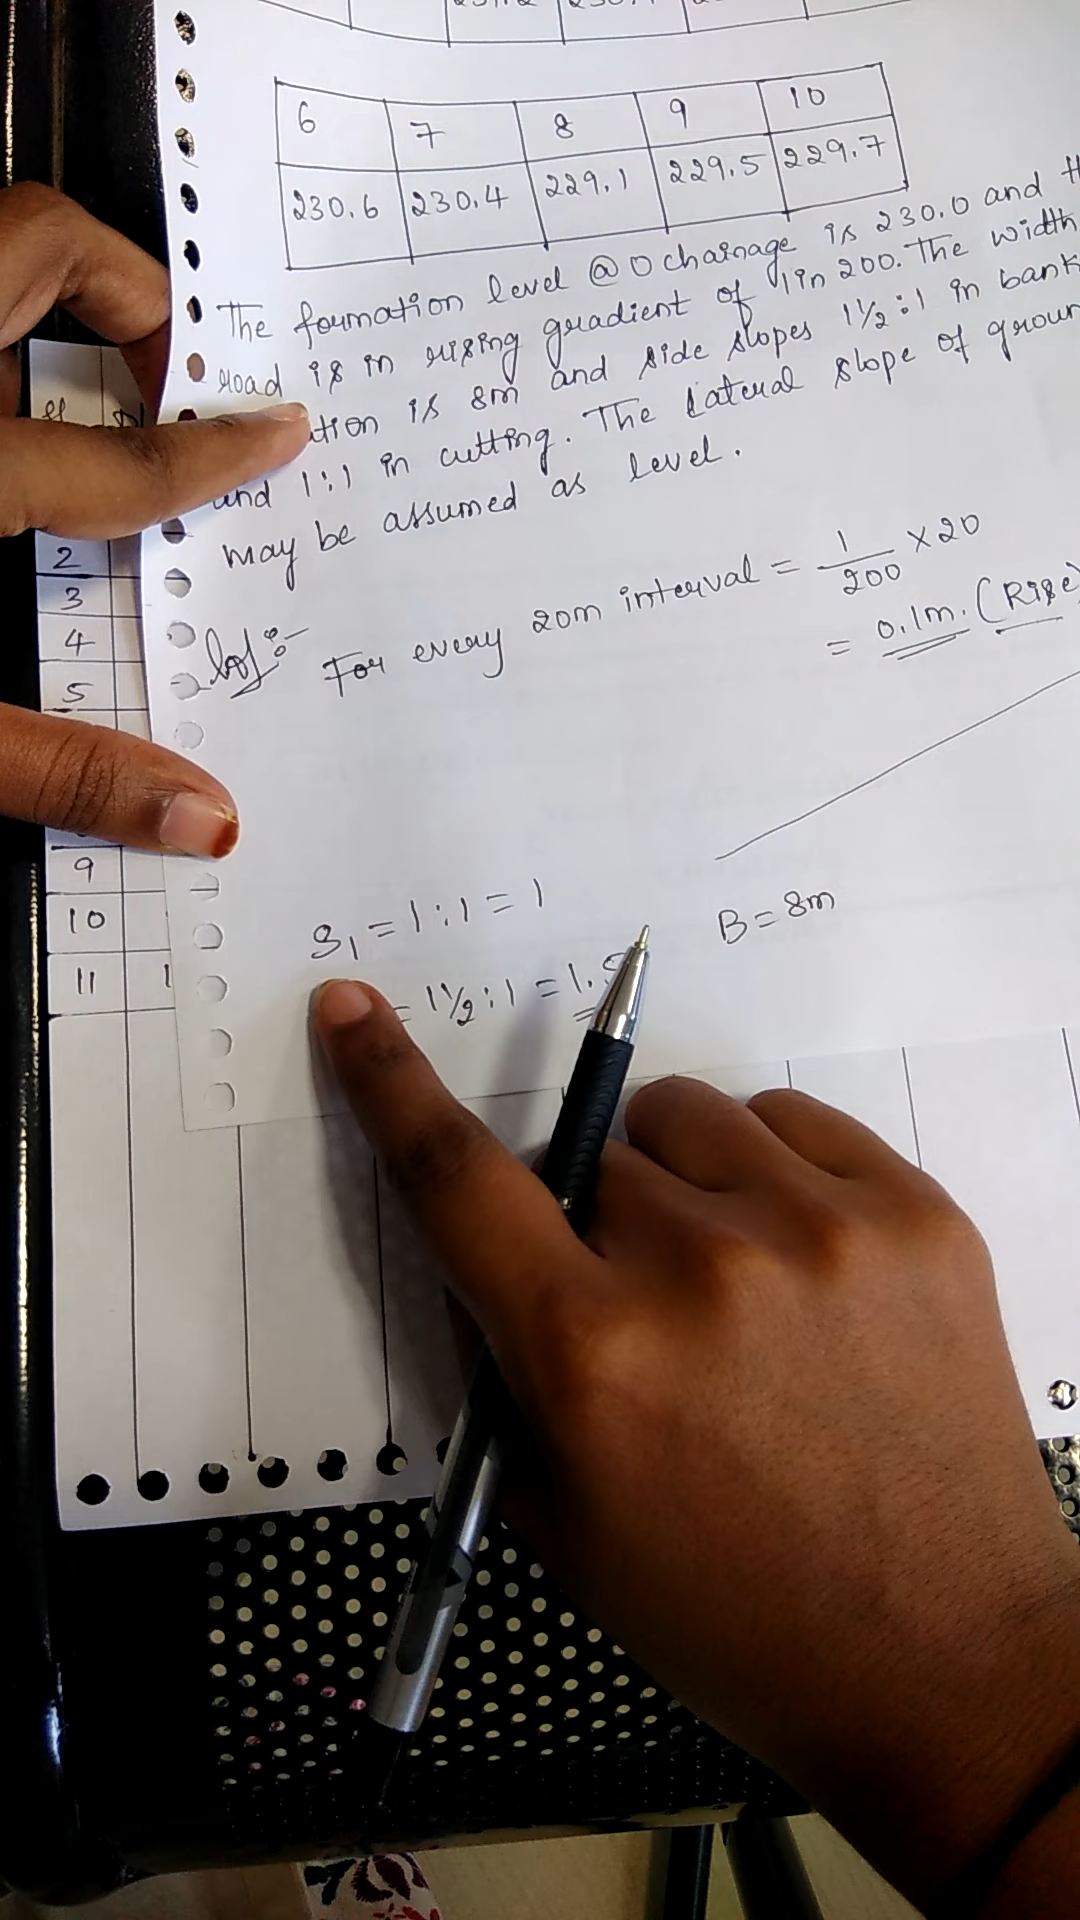 6 7 8 9 10
230.6 230.4 229.1 229.5 229.7
The formation level @ 0 chainage is 230.0 and
road is in rising gradient of 1 in 200. The width
is 8m and side slopes 1½:1 in
and 1:1 in cutting. The lateral slope of
may be assumed as level.
Sol:- For every 20m interval = 1/200 × 20
= 0.1m. (Rise)
S1 = 1:1 = 1 B = 8m
= 1½:1 =
2
3
4
5
9
10
11 1